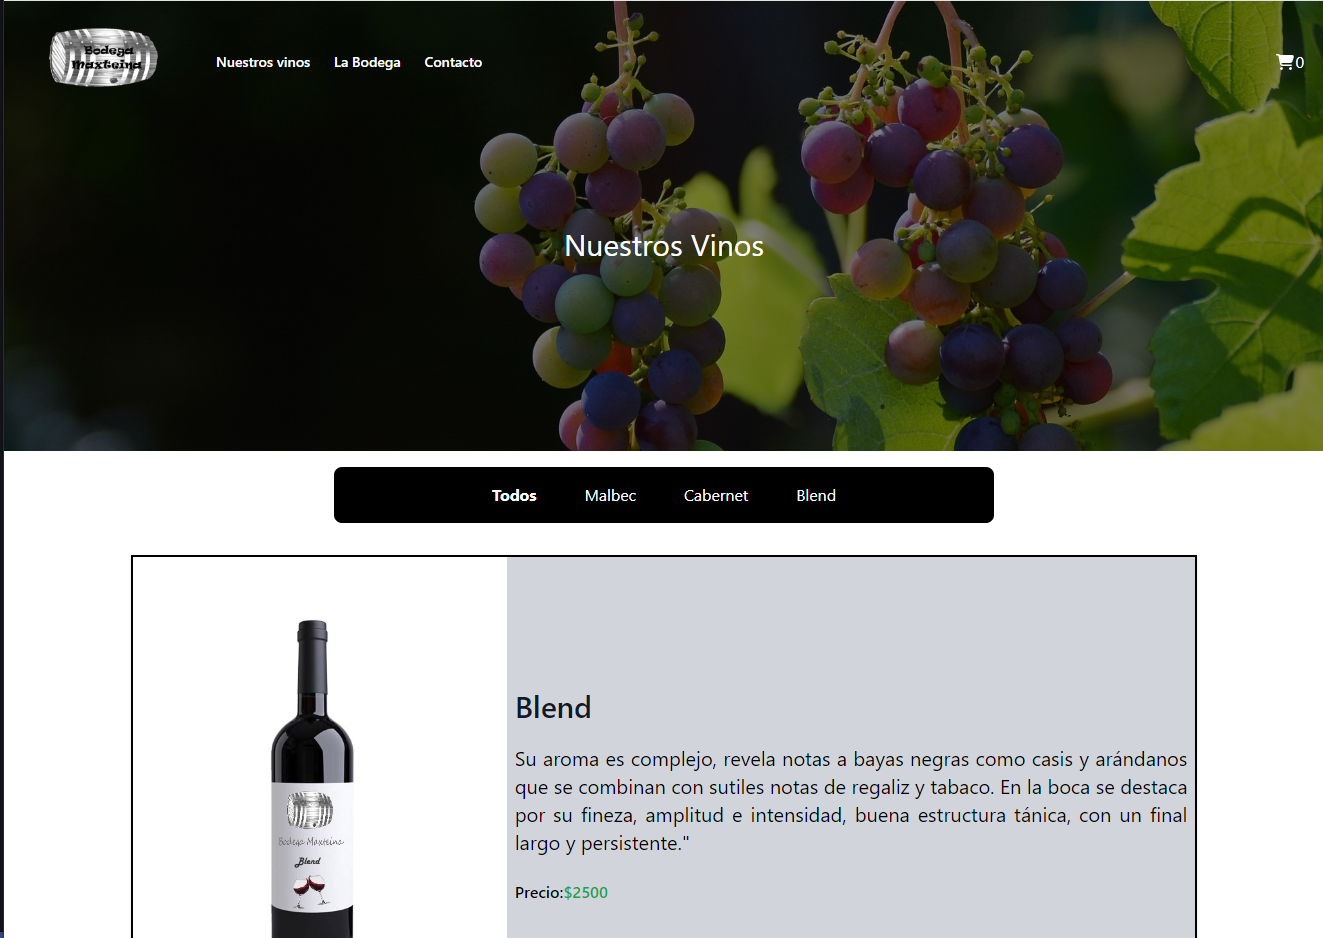 Bodega
Maxteina
Nuestros vinos La Bodega Contacto
0
Nuestros Vinos
Todos Malbec Cabernet Blend
Bodega Maxteina
Blend
Blend
Su aroma es complejo, revela notas a bayas negras como casis y arándanos
que se combinan con sutiles notas de regaliz y tabaco. En la boca se destaca
por su fineza, amplitud e intensidad, buena estructura tánica, con un final
largo y persistente."
Precio:$2500